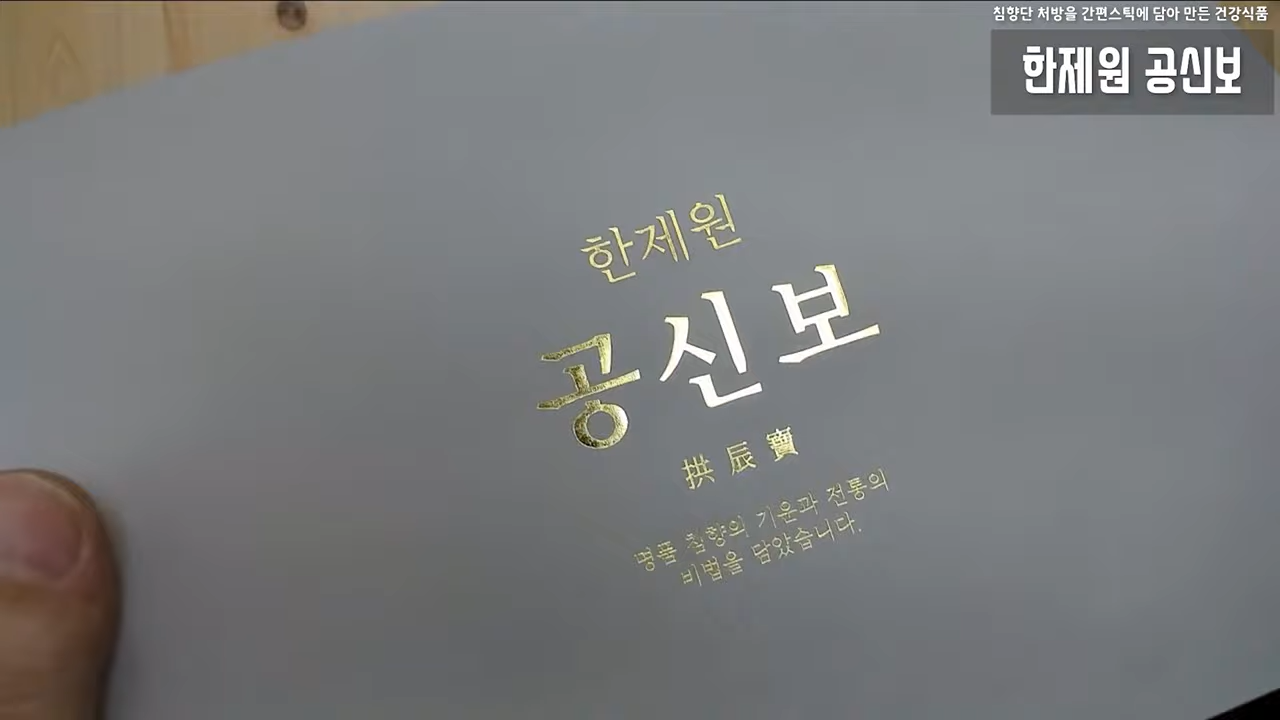 침향단 처방을 간편스틱에 담아 만든 건강식품
한제원 공신보
한제원
공신보
拱辰寶
명품 침향의 기운과 전통의
비법을 담았습니다.